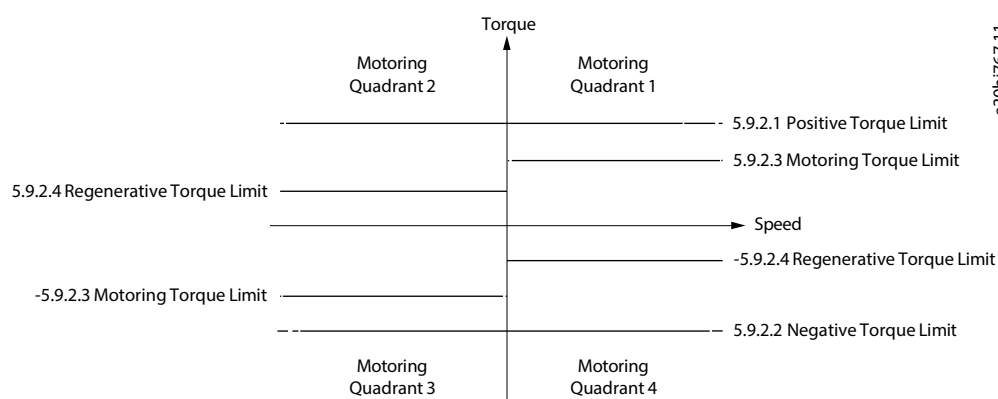 Torque
Motoring
Quadrant 2
Motoring
Quadrant 1
5.9.2.1 Positive Torque Limit
5.9.2.3 Motoring Torque Limit
5.9.2.4 Regenerative Torque Limit
Speed
-5.9.2.4 Regenerative Torque Limit
-5.9.2.3 Motoring Torque Limit
5.9.2.2 Negative Torque Limit
Motoring
Quadrant 3
Motoring
Quadrant 4